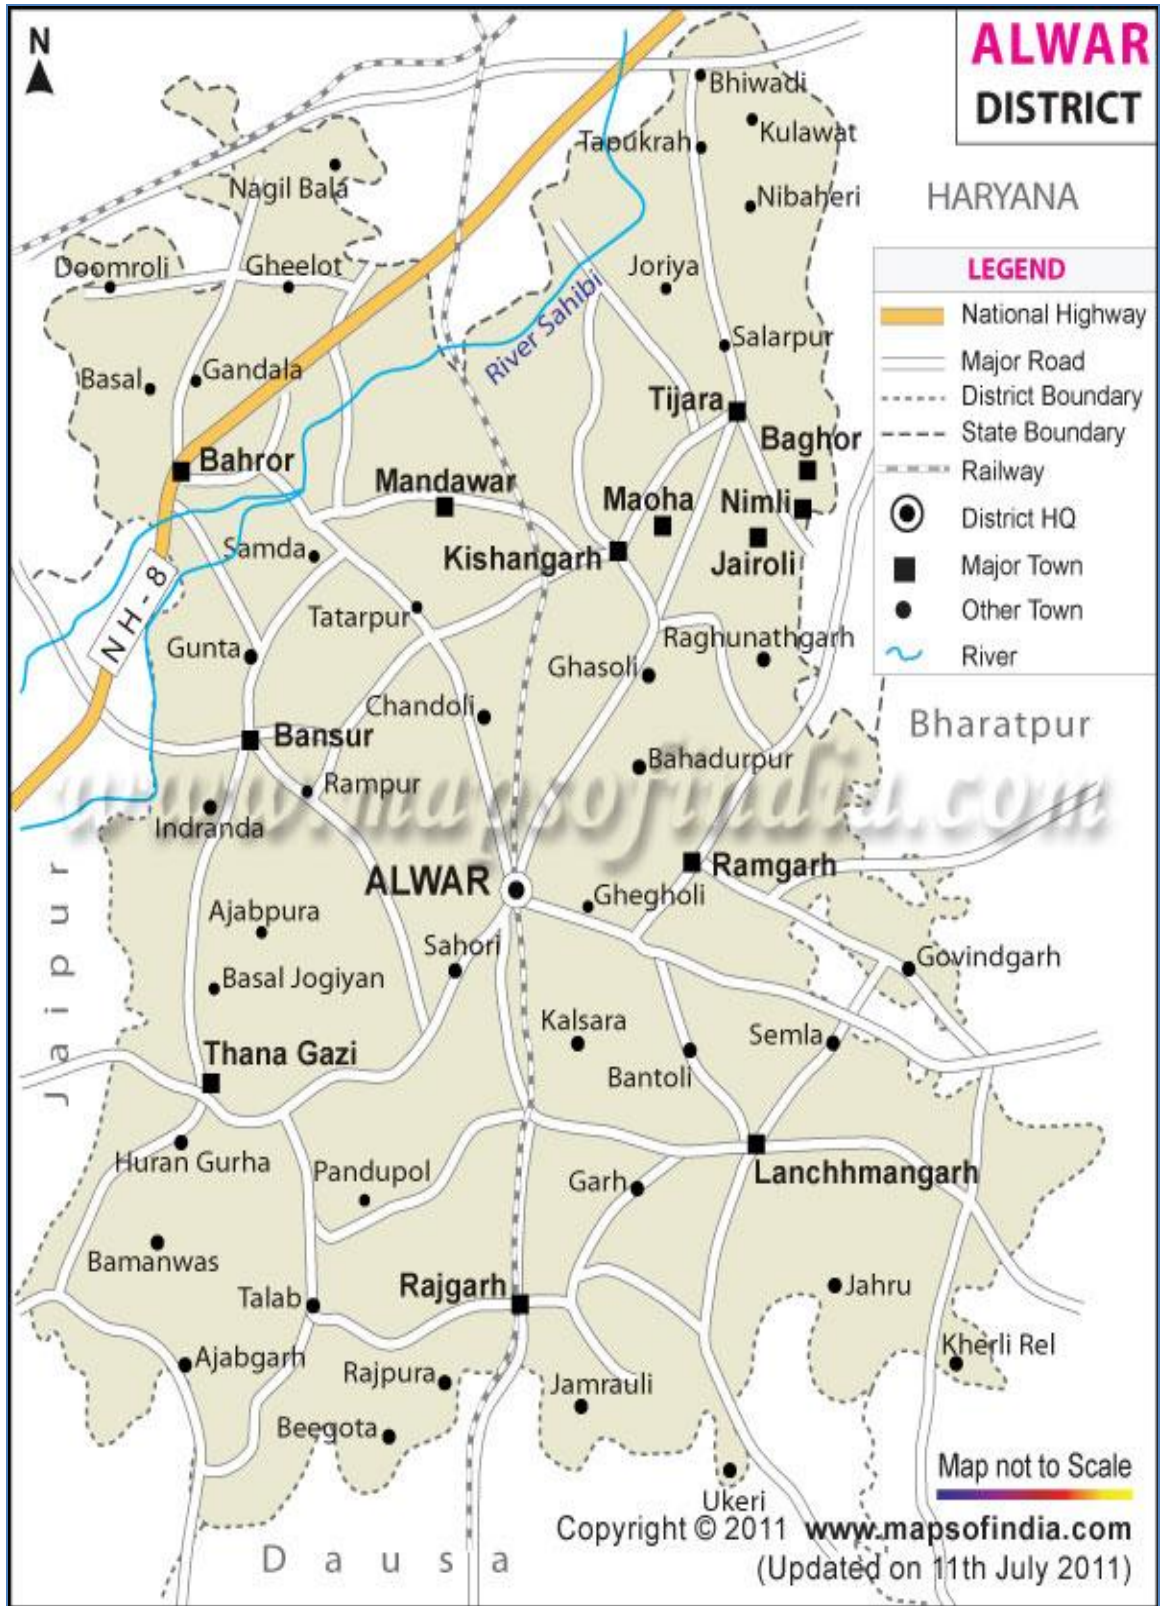 N
ALWAR
DISTRICT
Bhiwadi
Kulawat
Tapukrah
Nagil Bala
Nibaheri
HARYANA
Doomroli
Gheelot
Joriya
LEGEND
National Highway
Major Road
District Boundary
State Boundary
Railway
District HQ
Major Town
Other Town
River
River Sahibi
Salarpur
Basal
Gandala
Tijara
Baghor
Bahror
Mandawar
Maoha
Nimli
Samda
Kishangarh
Jairoli
NH-8
Tatarpur
Gunta
Raghunathgarh
Ghasoli
Chandoli
Bharatpur
Bansur
Bahadurpur
Rampur
www.mapsofindia.com
Indranda
Jaipur
ALWAR
Ramgarh
Ghegholi
Ajabpura
Sahori
Govindgarh
Basal Jogiyan
Kalsara
Semla
Thana Gazi
Bantoli
Huran Gurha
Pandupol
Garh
Lanchhmangarh
Bamanwas
Talab
Rajgarh
Jahru
Ajabgarh
Rajpura
Jamrauli
Kherli Rel
Beegota
Ukeri
Map not to Scale
Dausa
Copyright © 2011 www.mapsofindia.com
(Updated on 11th July 2011)